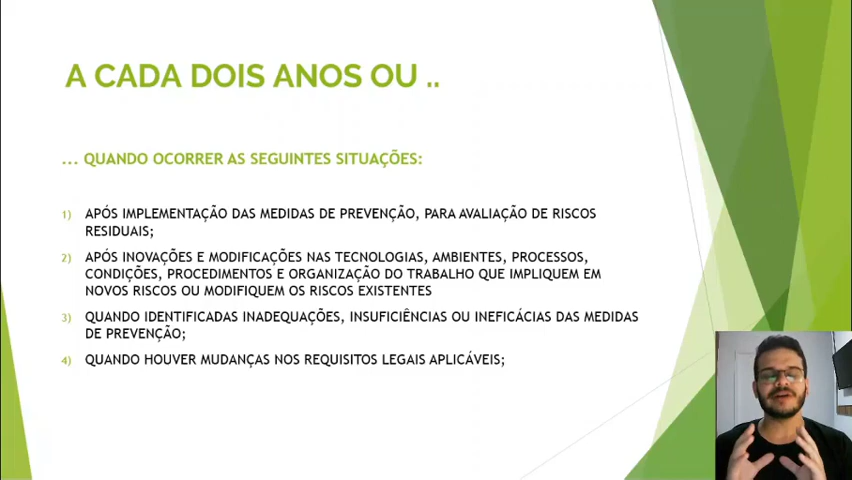 A CADA DOIS ANOS OU ..
... QUANDO OCORRER AS SEGUINTES SITUAÇÕES:
1) APÓS IMPLEMENTAÇÃO DAS MEDIDAS DE PREVENÇÃO, PARA AVALIAÇÃO DE RISCOS
RESIDUAIS;
2) APÓS INOVAÇÕES E MODIFICAÇÕES NAS TECNOLOGIAS, AMBIENTES, PROCESSOS,
CONDIÇÕES, PROCEDIMENTOS E ORGANIZAÇÃO DO TRABALHO QUE IMPLIQUEM EM
NOVOS RISCOS OU MODIFIQUEM OS RISCOS EXISTENTES
3) QUANDO IDENTIFICADAS INADEQUAÇÕES, INSUFICIÊNCIAS OU INEFICÁCIAS DAS MEDIDAS
DE PREVENÇÃO;
4) QUANDO HOUVER MUDANÇAS NOS REQUISITOS LEGAIS APLICÁVEIS;